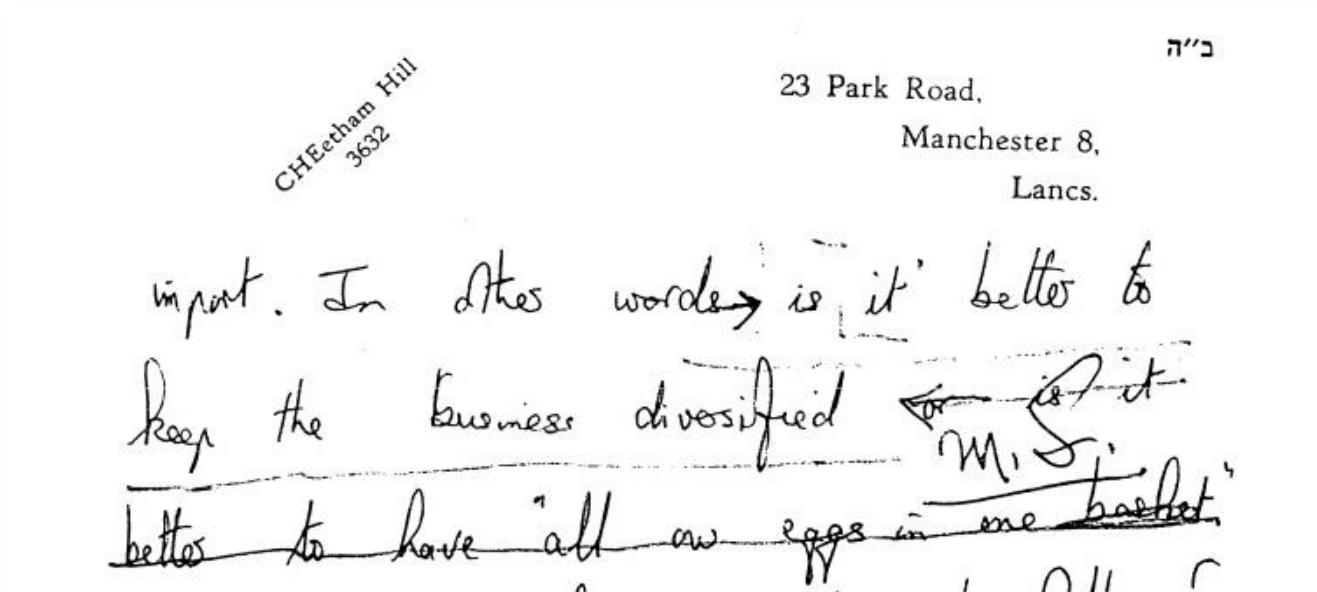 ב"ה
CHEetham Hill
3632
23 Park Road,
Manchester 8,
Lancs.
import. In other words → is it better to
keep the business diversified ← or is it
M. S.
better to have "all our eggs in one basket"